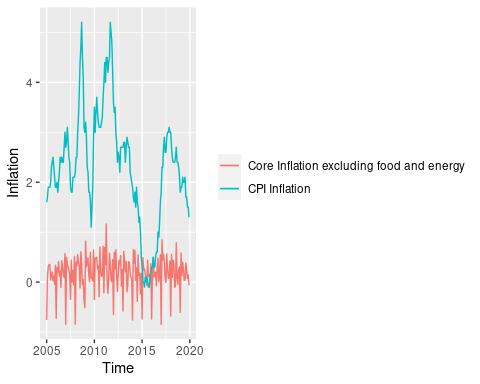 Inflation
4
2
0
2005 2010 2015 2020
Time
Core Inflation excluding food and energy
CPI Inflation